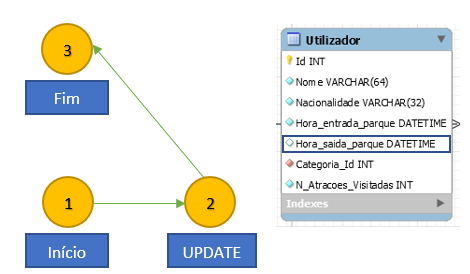 3
Fim
1
2
Início
UPDATE
Utilizador
Id INT
Nome VARCHAR(64)
Nacionalidade VARCHAR(32)
Hora_entrada_parque DATETIME
Hora_saida_parque DATETIME
Categoria_Id INT
N_Atracoes_Visitadas INT
Indexes